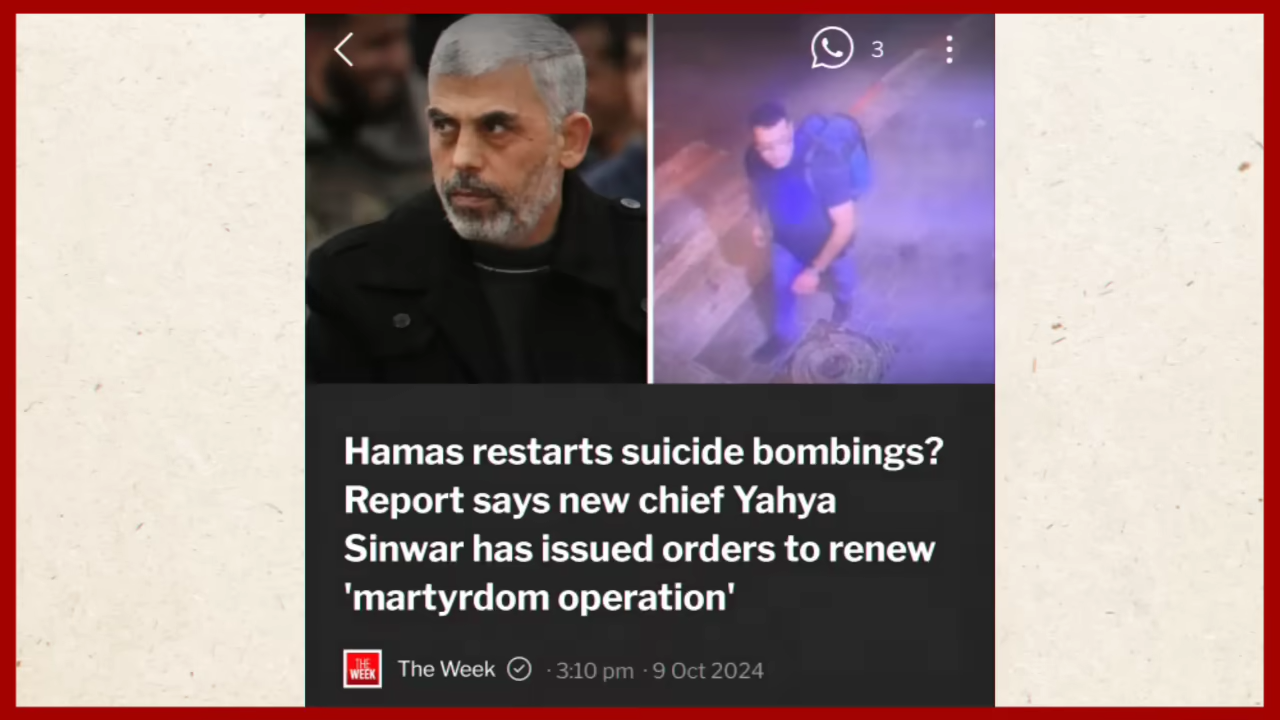 3
Hamas restarts suicide bombings?
Report says new chief Yahya
Sinwar has issued orders to renew
'martyrdom operation'
THE
WEEK
The Week · 3:10 pm · 9 Oct 2024